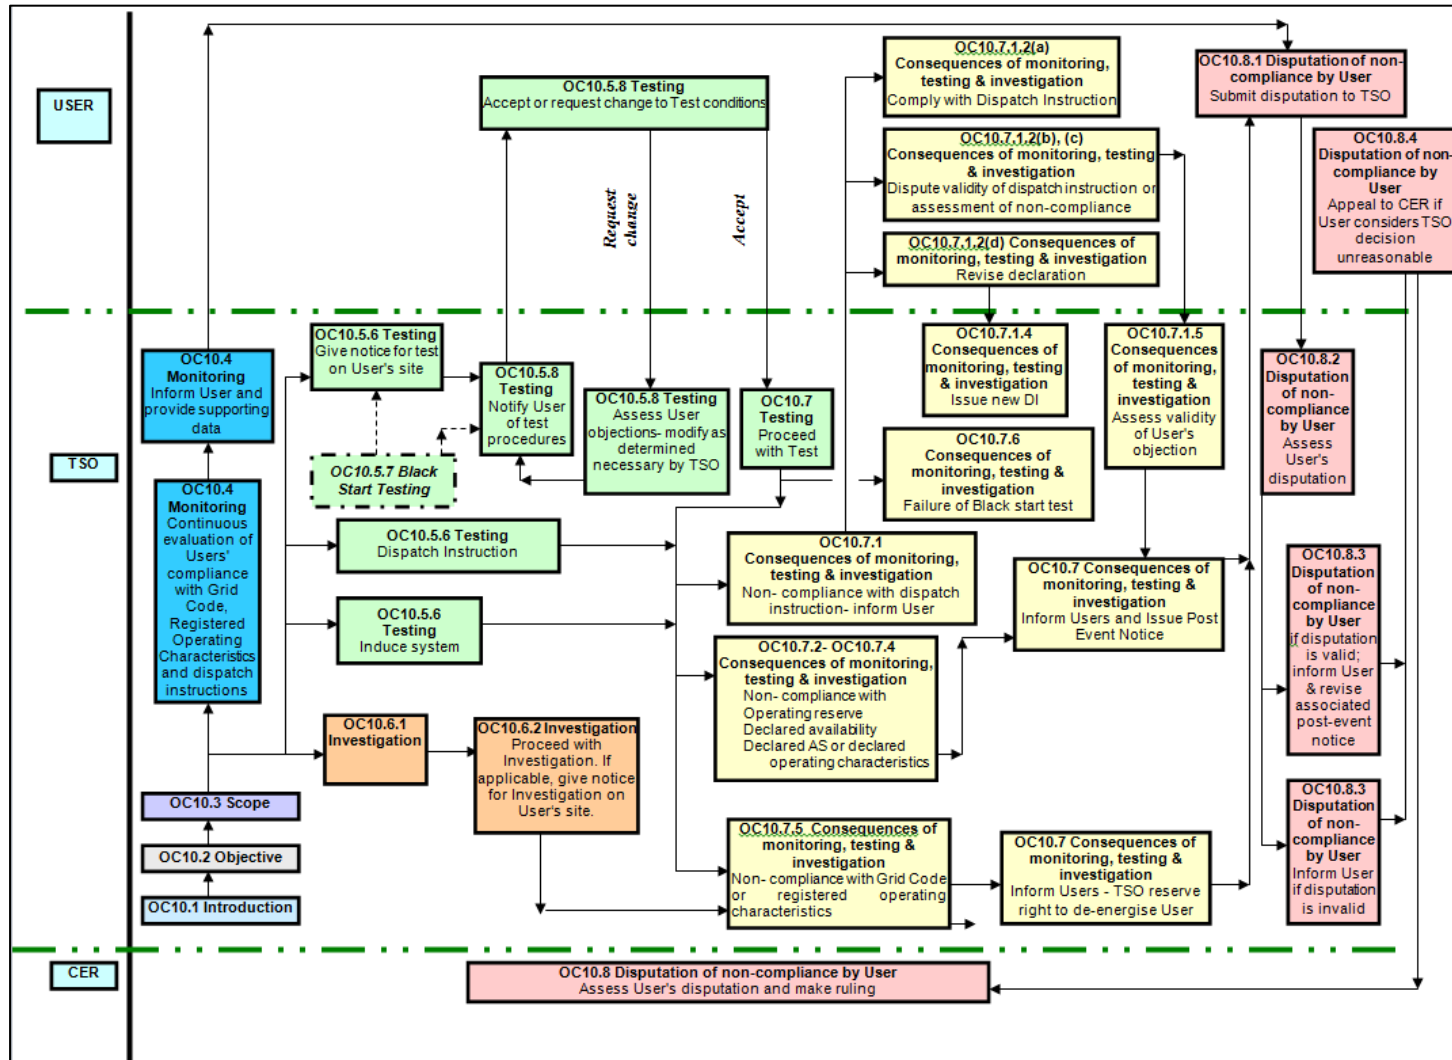 USER
OC10.5.8 Testing
Accept or request change to Test conditions
OC10.7.1.2(a)
Consequences of monitoring,
testing & investigation
Comply with Dispatch Instruction
OC10.8.1 Disputation of non-
compliance by User
Submit disputation to TSO
OC10.7.1.2(b), (c)
Consequences of monitoring, testing
& investigation
Dispute validity of dispatch instruction or
assessment of non-compliance
OC10.8.4
Disputation of non-
compliance by
User
Appeal to CER if
User considers TSO
decision
unreasonable
Request
change
Accept
OC10.7.1.2(d) Consequences of
monitoring, testing & investigation
Revise declaration
TSO
OC10.4
Monitoring
Inform User and
provide supporting
data
OC10.5.6 Testing
Give notice for test
on User's site
OC10.5.8
Testing
Notify User
of test
procedures
OC10.5.8 Testing
Assess User
objections- modify as
determined
necessary by TSO
OC10.7
Testing
Proceed
with Test
OC10.7.1.4
Consequences of
monitoring, testing
& investigation
Issue new DI
OC10.7.1.5
Consequences
of monitoring,
testing &
investigation
Assess validity
of User's
objection
OC10.8.2
Disputation
of non-
compliance
by User
Assess
User's
disputation
OC10.5.7 Black
Start Testing
OC10.7.6
Consequences of
monitoring, testing &
investigation
Failure of Black start test
OC10.4
Monitoring
Continuous
evaluation of
Users'
compliance
with Grid
Code,
Registered
Operating
Characteristics
and dispatch
instructions
OC10.5.6 Testing
Dispatch Instruction
OC10.7.1
Consequences of monitoring,
testing & investigation
Non- compliance with dispatch
instruction- inform User
OC10.7 Consequences of
monitoring, testing &
investigation
Inform Users and Issue Post
Event Notice
OC10.8.3
Disputation
of non-
compliance
by User
if disputation
is valid;
inform User
& revise
associated
post-event
notice
OC10.5.6
Testing
Induce system
OC10.7.2- OC10.7.4
Consequences of monitoring,
testing & investigation
Non- compliance with
Operating reserve
Declared availability
Declared AS or declared
operating characteristics
OC10.6.1
Investigation
OC10.6.2 Investigation
Proceed with
Investigation. If
applicable, give notice
for Investigation on
User's site.
OC10.3 Scope
OC10.2 Objective
OC10.1 Introduction
OC10.7.5 Consequences of
monitoring, testing &
investigation
Non- compliance with Grid Code
or registered operating
characteristics
OC10.7 Consequences of
monitoring, testing &
investigation
Inform Users - TSO reserve
right to de-energise User
OC10.8.3
Disputation
of non-
compliance
by User
Inform User
if disputation
is invalid
CER
OC10.8 Disputation of non-compliance by User
Assess User's disputation and make ruling